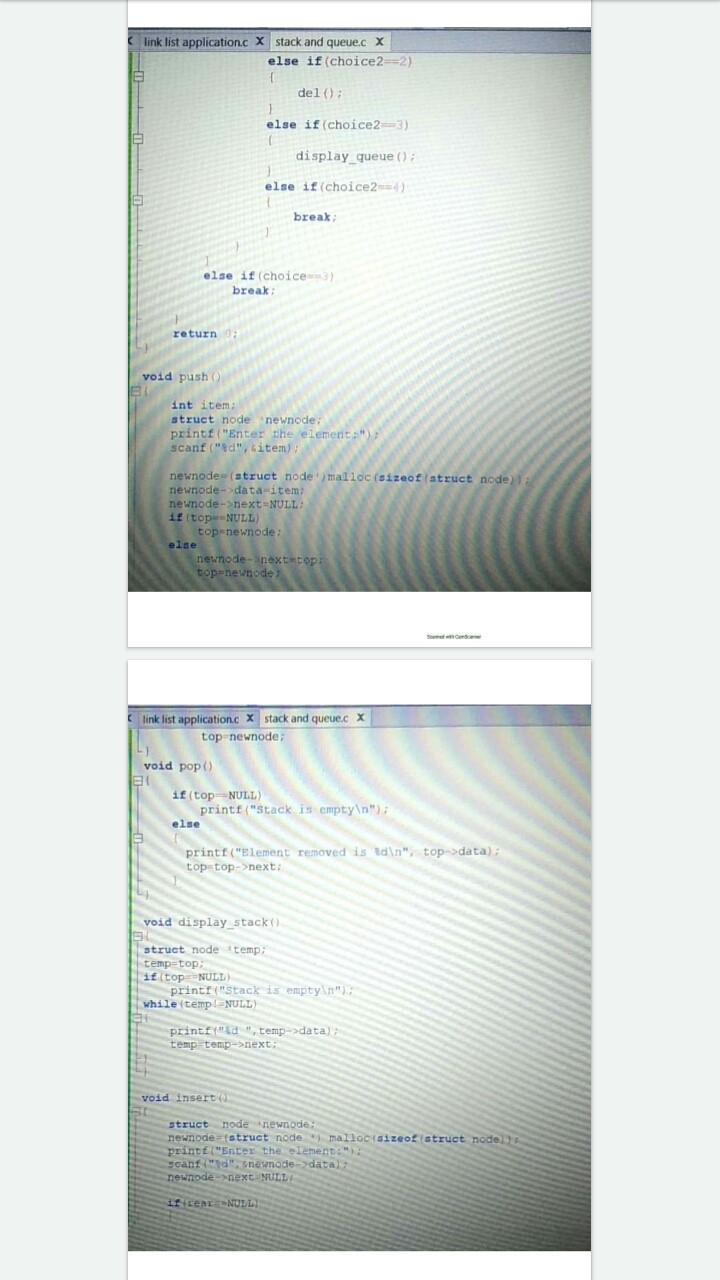 link list application.c X stack and queue.c X
else if(choice2==2)
{
del();
}
else if(choice2==3)
{
display_queue();
}
else if(choice2==4)
{
break;
}
}
}
else if(choice==3)
break;
}
return 0;
}
void push()
{
int item;
struct node *newnode;
printf("Enter the element:");
scanf("%d",&item);
newnode=(struct node*)malloc(sizeof(struct node));
newnode->data=item;
newnode->next=NULL;
if(top==NULL)
top=newnode;
else
newnode->next=top;
top=newnode;
Scanned with CamScanner
link list application.c X stack and queue.c X
top=newnode;
}
void pop()
{
if(top==NULL)
printf("Stack is empty\n");
else
{
printf("Element removed is %d\n", top->data);
top=top->next;
}
}
void display_stack()
{
struct node *temp;
temp=top;
if(top==NULL)
printf("Stack is empty\n");
while(temp!=NULL)
{
printf("%d ",temp->data);
temp=temp->next;
}
}
void insert()
{
struct node *newnode;
newnode=(struct node *) malloc(sizeof(struct node));
printf("Enter the element:");
scanf("%d",&newnode->data);
newnode->next=NULL;
if(rear==NULL)